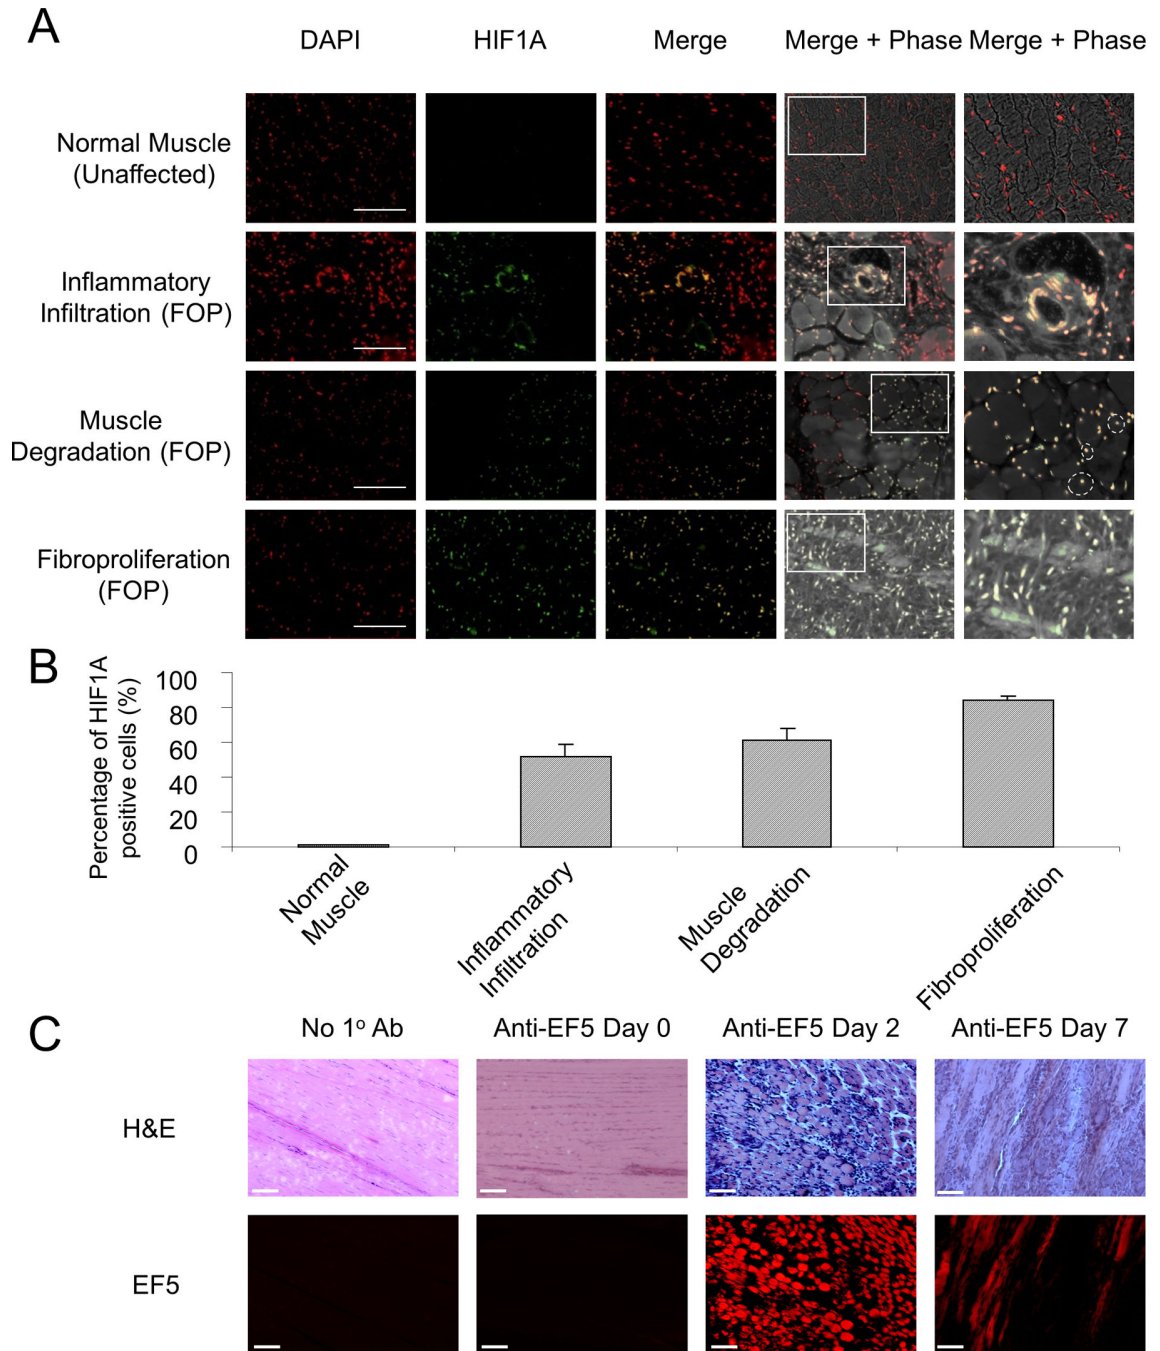 A
DAPI
HIF1A
Merge
Merge + Phase
Merge + Phase
Normal Muscle
(Unaffected)
Inflammatory
Infiltration (FOP)
Muscle
Degradation (FOP)
Fibroproliferation
(FOP)
B
Percentage of HIF1A
positive cells (%)
100
80
60
40
20
0
Normal
Muscle
Inflammatory
Infiltration
Muscle
Degradation
Fibroproliferation
C
No 1º Ab
Anti-EF5 Day 0
Anti-EF5 Day 2
Anti-EF5 Day 7
H&E
EF5